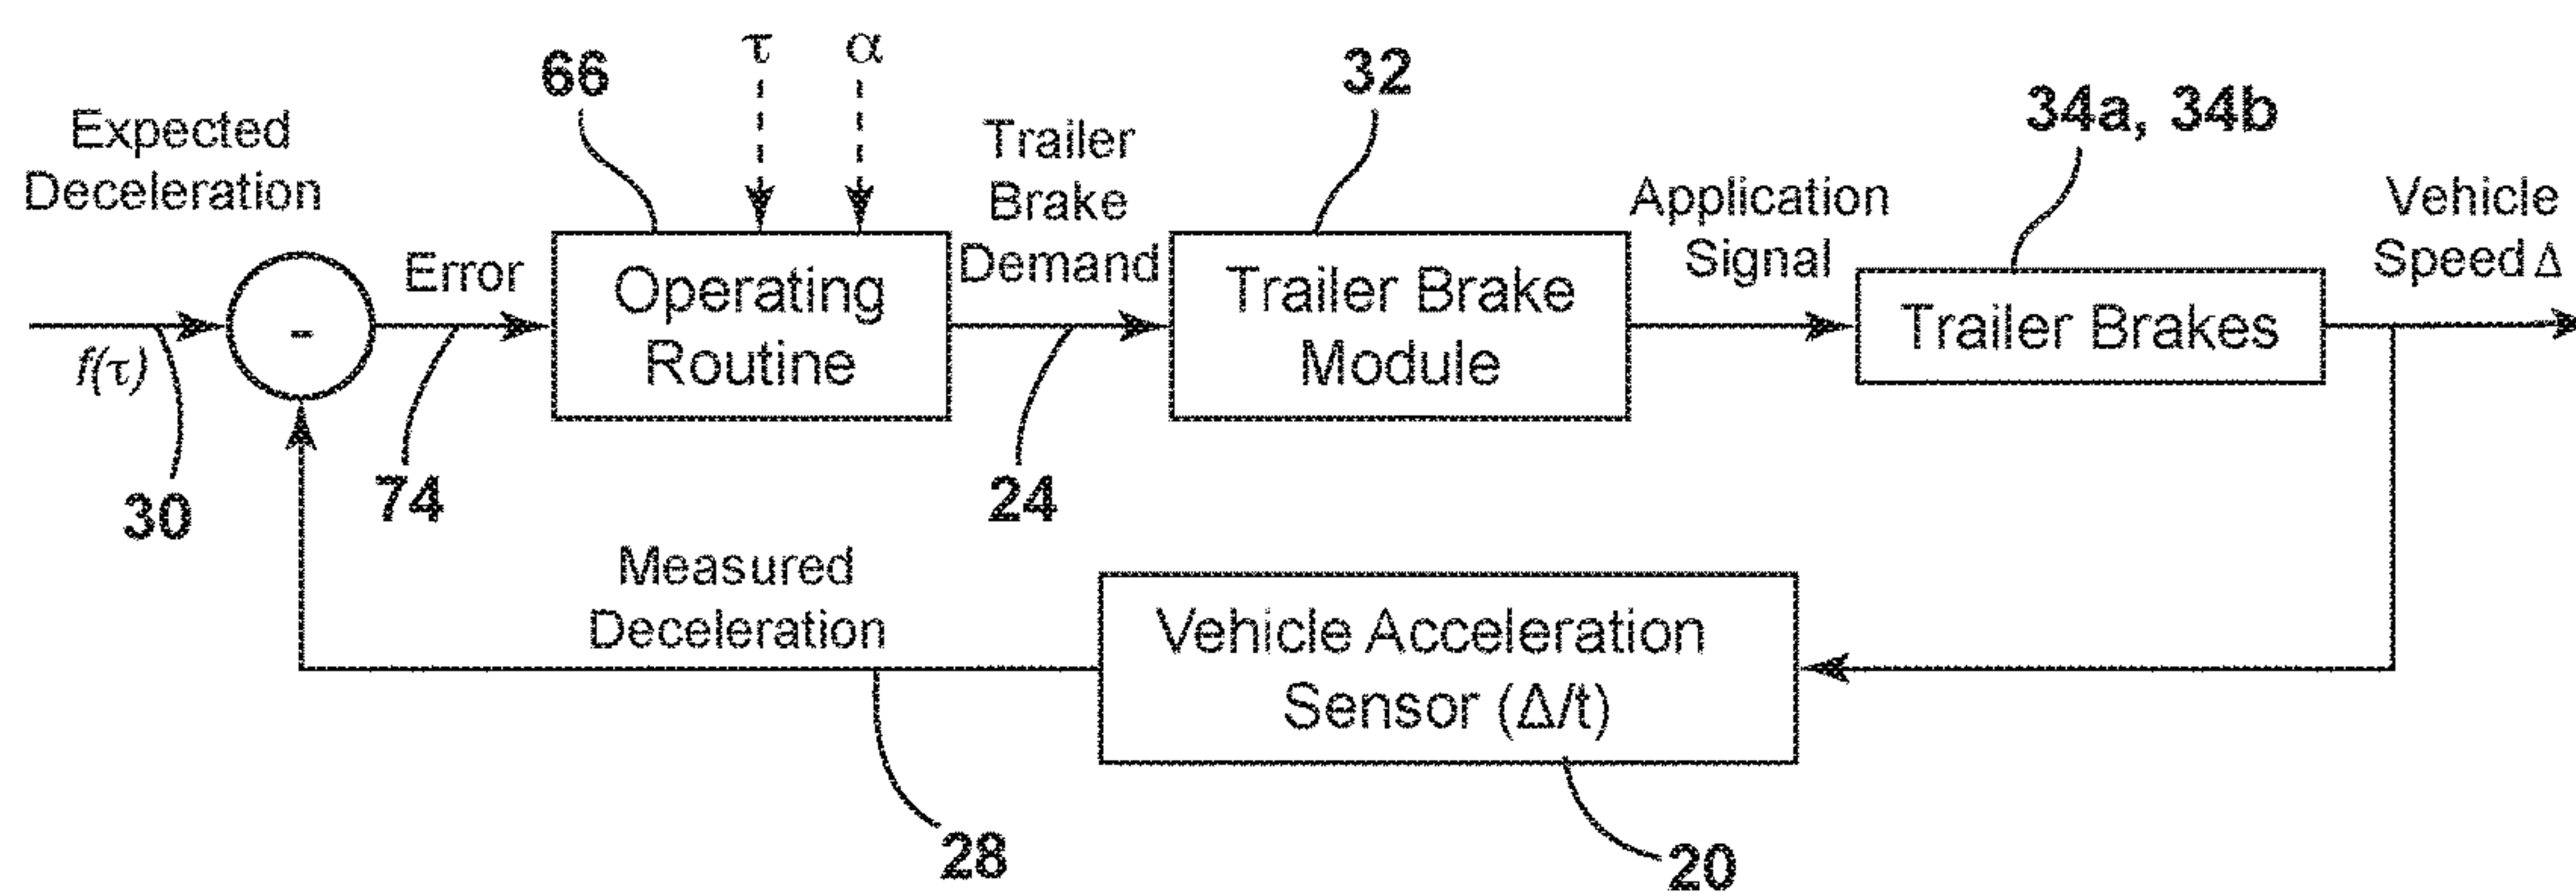 τ α
66
32
34a, 34b
Expected
Deceleration
f(τ)
30
-
Error
74
Operating
Routine
Trailer
Brake
Demand
24
Trailer Brake
Module
Application
Signal
Trailer Brakes
Vehicle
Speed Δ
Measured
Deceleration
28
Vehicle Acceleration
Sensor (Δ/t)
20